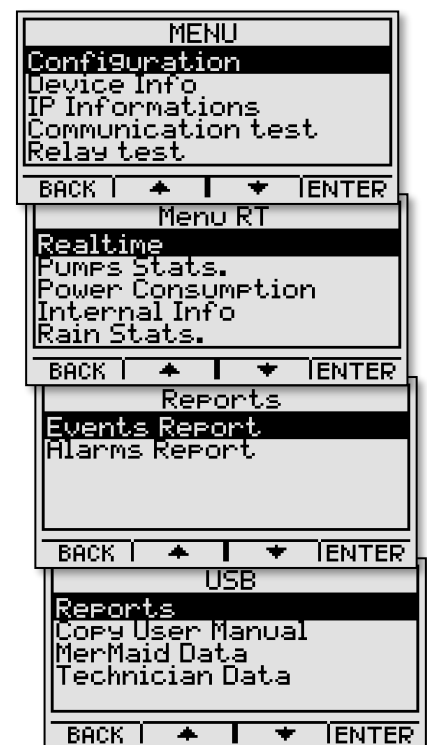 MENU
Configuration
Device Info
IP Informations
Communication test
Relay test
BACK ENTER
Menu RT
Realtime
Pumps Stats.
Power Consumption
Internal Info
Rain Stats.
BACK ENTER
Reports
Events Report
Alarms Report
BACK ENTER
USB
Reports
Copy User Manual
MerMaid Data
Technician Data
BACK ENTER